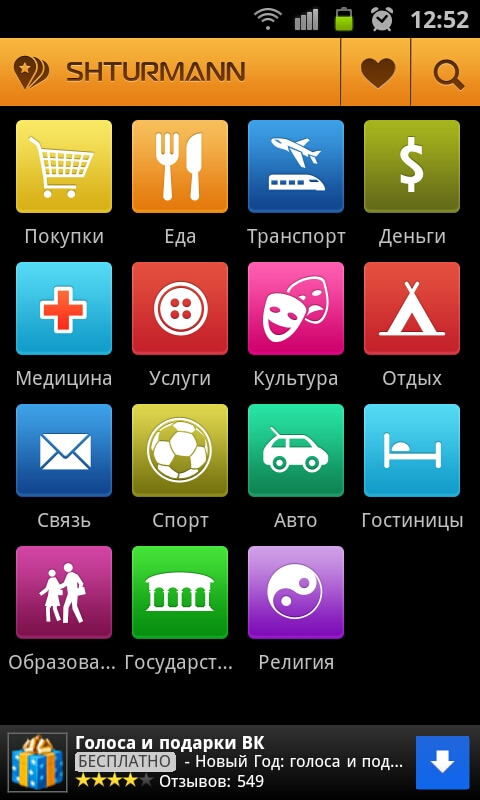 12:52
SHTURMANN
Покупки Еда Транспорт Деньги
Медицина Услуги Культура Отдых
Связь Спорт Авто Гостиницы
Образова... Государст... Религия
Голоса и подарки ВК
БЕСПЛАТНО - Новый Год: голоса и под...
Отзывов: 549